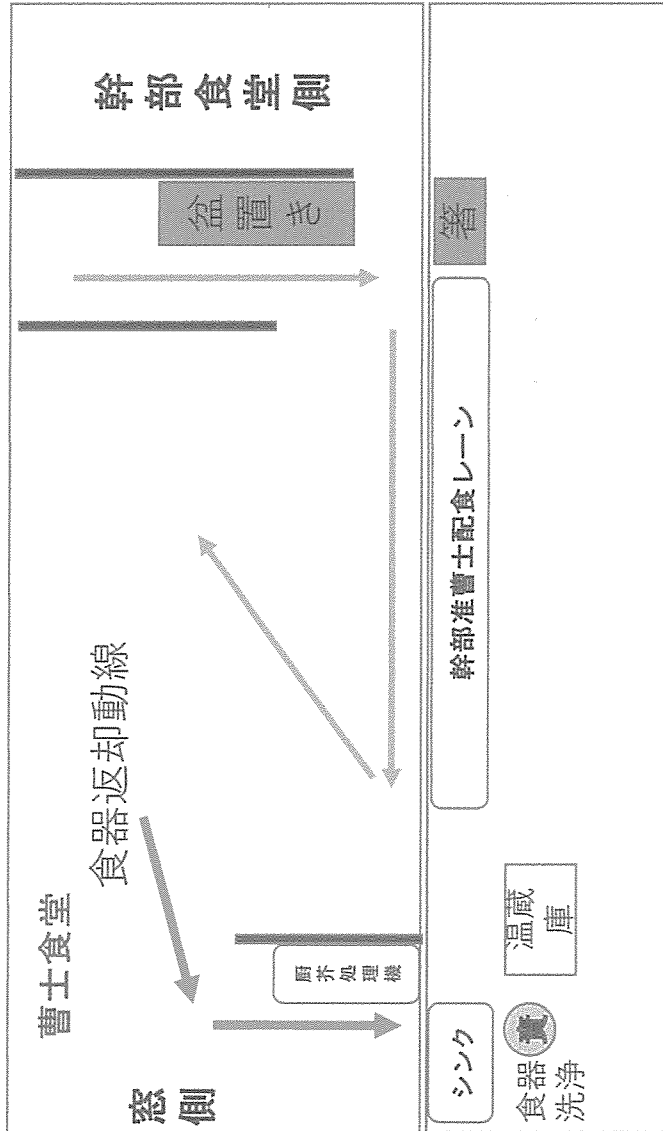 窓側
曹士食堂
食器返却動線
幹部食堂側
盆置き
厨芥処理機
シンク
幹部准曹士配食レーン
箸
食器
洗浄
温蔵
庫